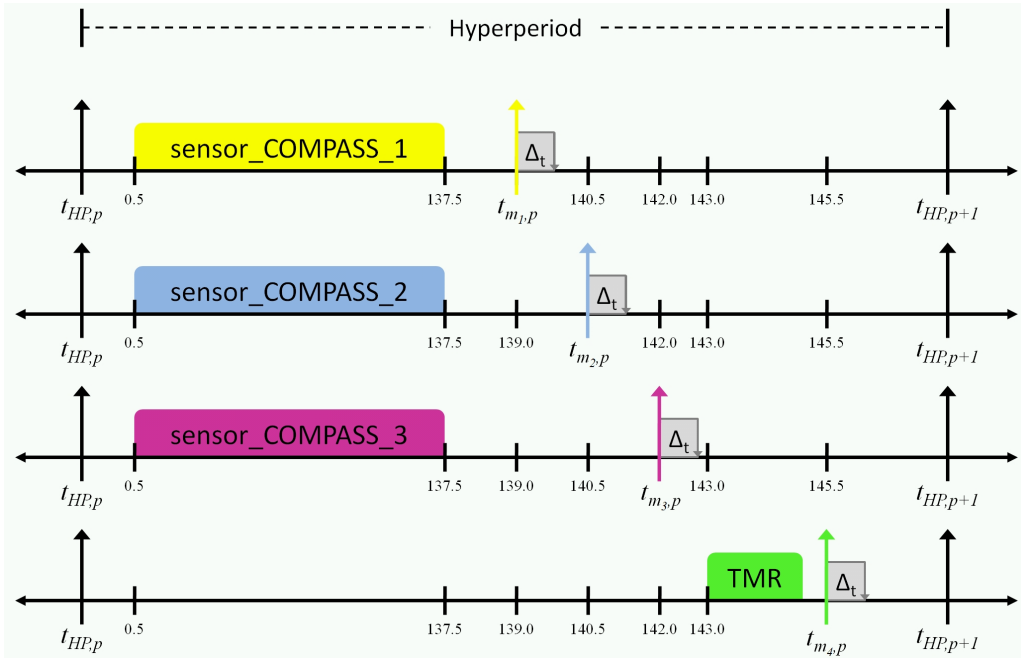 Hyperperiod
sensor_COMPASS_1 Δt
t_HP,p 0.5 137.5 t_m1,p 140.5 142.0 143.0 145.5 t_HP,p+1
sensor_COMPASS_2 Δt
t_HP,p 0.5 137.5 139.0 t_m2,p 142.0 143.0 145.5 t_HP,p+1
sensor_COMPASS_3 Δt
t_HP,p 0.5 137.5 139.0 140.5 t_m3,p 143.0 145.5 t_HP,p+1
TMR Δt
t_HP,p 0.5 137.5 139.0 140.5 142.0 143.0 t_m4,p t_HP,p+1